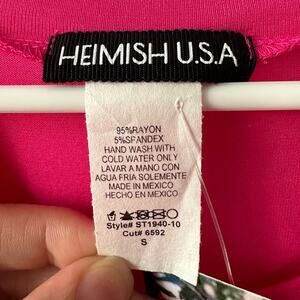 HEIMISH U.S.A
95%RAYON
5%SPANDEX
HAND WASH WITH
COLD WATER ONLY
LAVAR A MANO CON
AGUA FRIA SOLEMENTE
MADE IN MEXICO
HECHO EN MEXICO
Style# ST1940-10
Cut# 6592
S